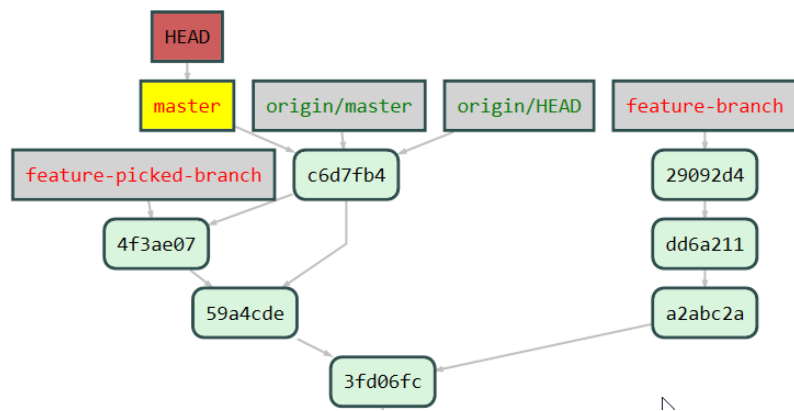 HEAD
master
origin/master
origin/HEAD
feature-branch
feature-picked-branch
c6d7fb4
29092d4
4f3ae07
dd6a211
59a4cde
a2abc2a
3fd06fc